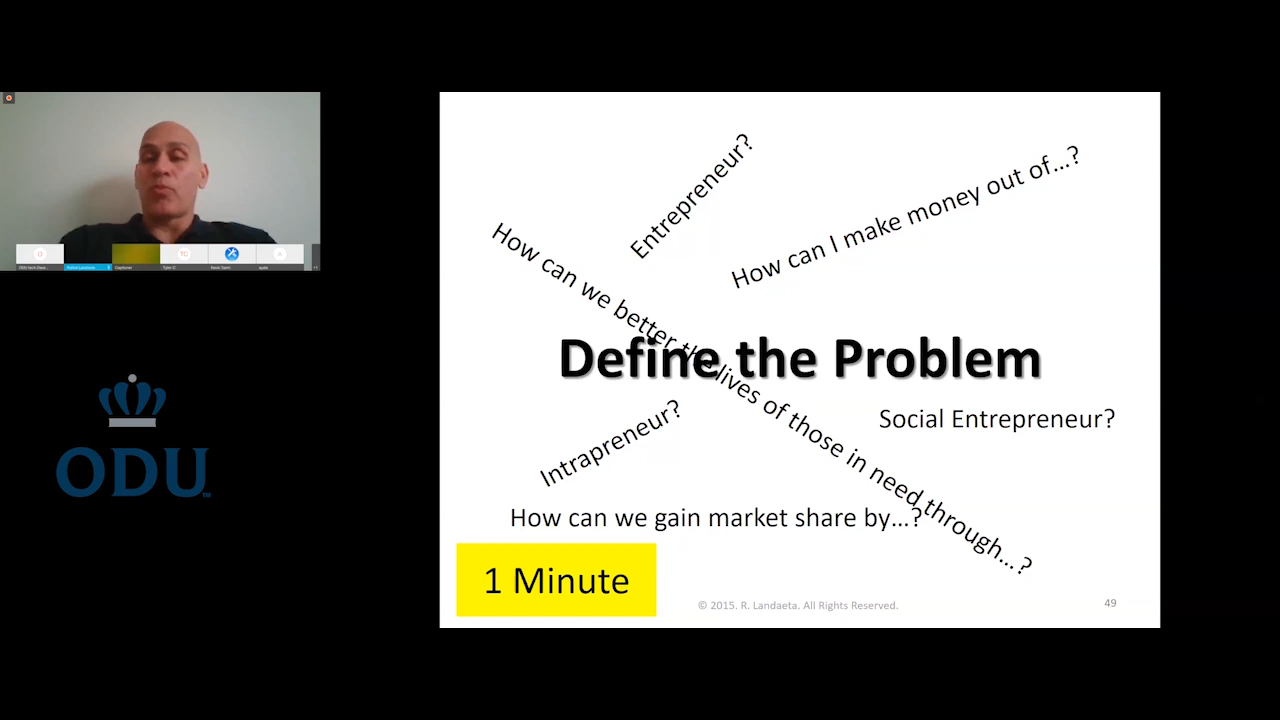 Entrepreneur?
How can I make money out of...?
How can we better the lives of those in need through...?
Define the Problem
Social Entrepreneur?
Intrapreneur?
How can we gain market share by...?
1 Minute
© 2015. R. Landaeta. All Rights Reserved.
49
ODU
TM